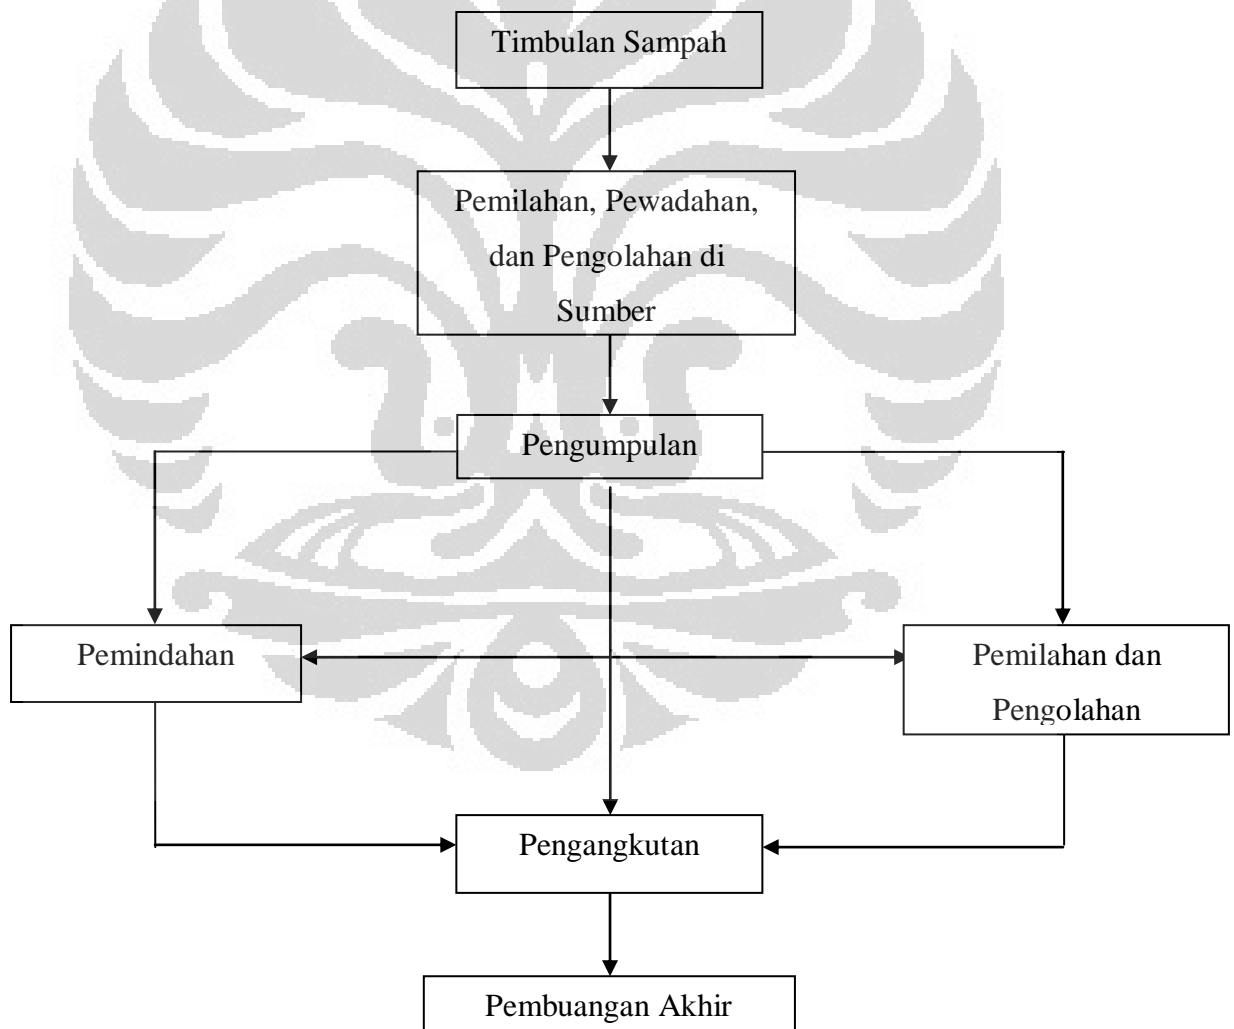 Timbulan Sampah
Pemilahan, Pewadahan,
dan Pengolahan di
Sumber
Pengumpulan
Pemindahan
Pemilahan dan
Pengolahan
Pengangkutan
Pembuangan Akhir